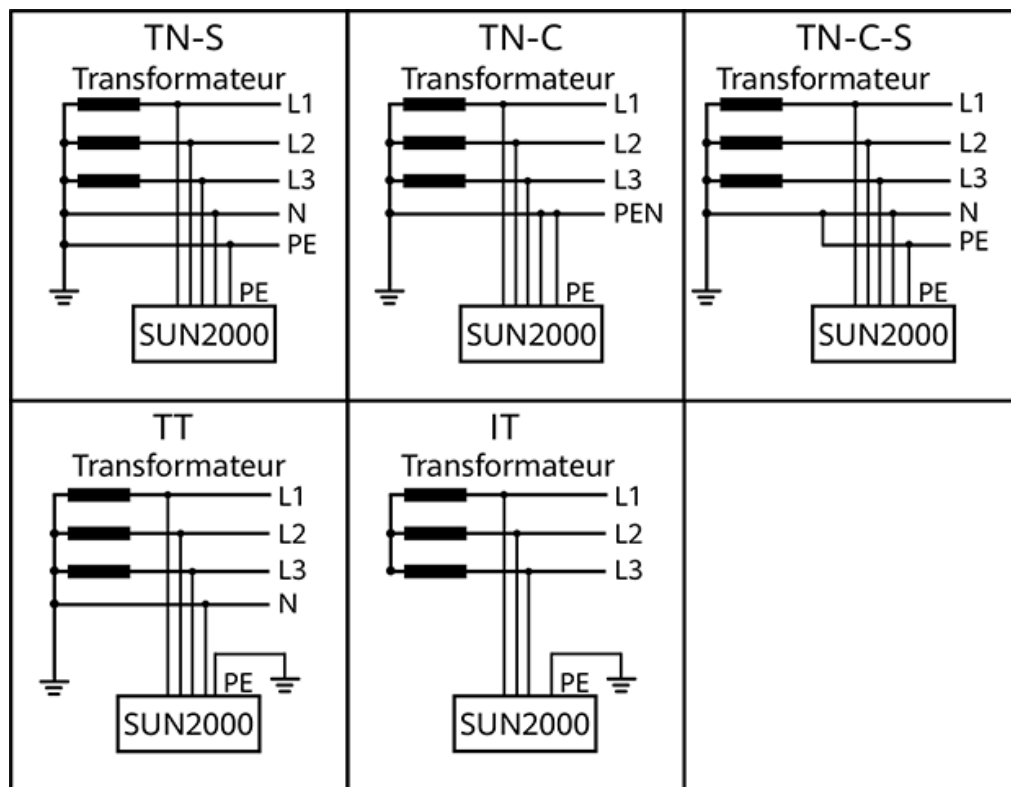 TN-S
Transformateur
L1
L2
L3
N
PE
PE
SUN2000
TN-C
Transformateur
L1
L2
L3
PEN
PE
SUN2000
TN-C-S
Transformateur
L1
L2
L3
N
PE
PE
SUN2000
TT
Transformateur
L1
L2
L3
N
PE
SUN2000
IT
Transformateur
L1
L2
L3
PE
SUN2000